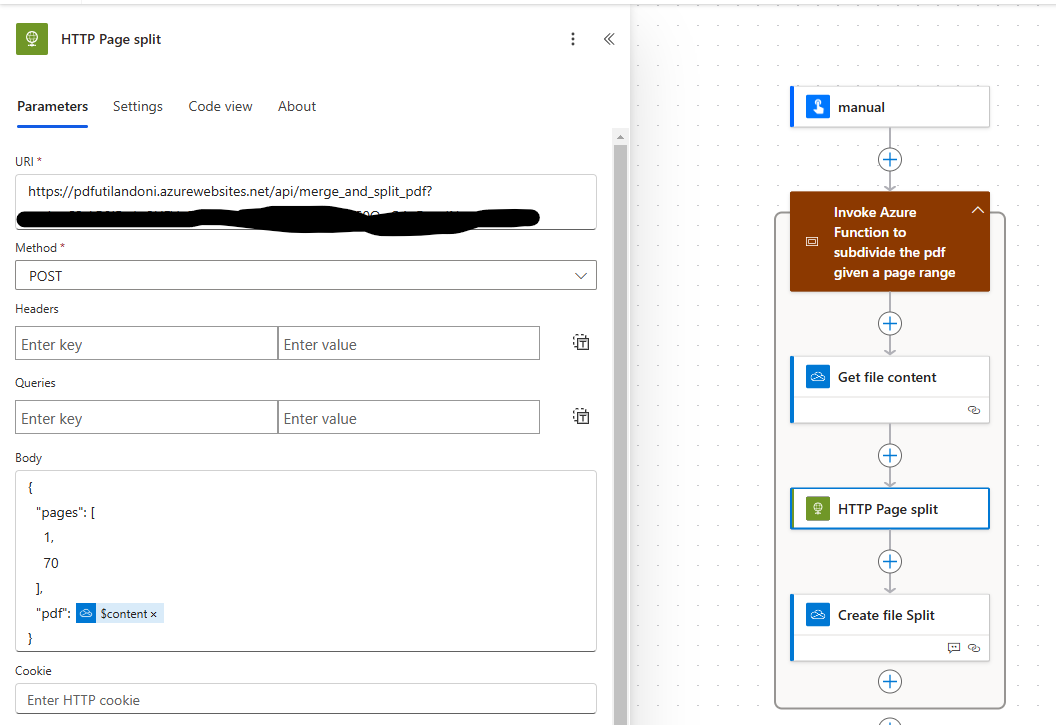 HTTP Page split
Parameters
Settings
Code view
About
URI *
https://pdfutilandoni.azurewebsites.net/api/merge_and_split_pdf?
Method *
POST
Headers
Enter key
Enter value
Queries
Enter key
Enter value
Body
{
"pages": [
1,
70
],
"pdf": $content ×
}
Cookie
Enter HTTP cookie
manual
Invoke Azure
Function to
subdivide the pdf
given a page range
Get file content
HTTP Page split
Create file Split